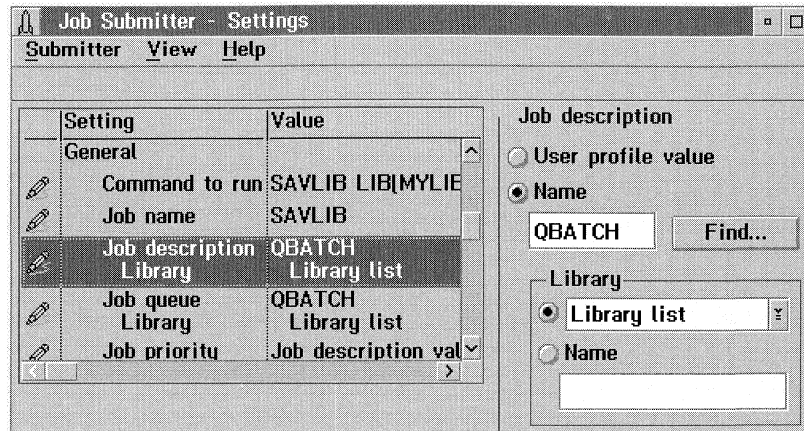 Job Submitter - Settings
Submitter View Help
Setting Value
General
Command to run SAVLIB LIB(MYLIB
Job name SAVLIB
Job description QBATCH
Library Library list
Job queue QBATCH
Library Library list
Job priority Job description val
Job description
User profile value
Name
QBATCH Find...
Library
Library list
Name